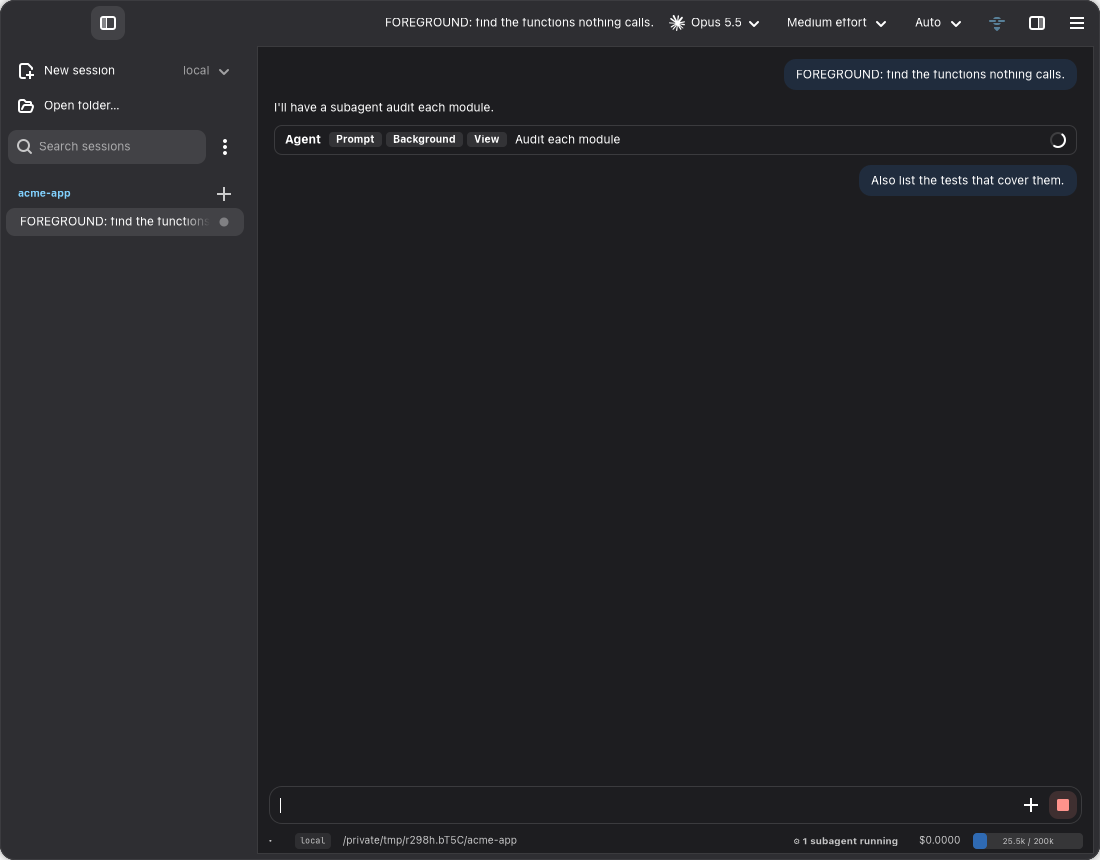 FOREGROUND: find the functions nothing calls.
Opus 5.5
Medium effort
Auto
New session
local
Open folder...
Search sessions
acme-app
FOREGROUND: find the functions
FOREGROUND: find the functions nothing calls.
I'll have a subagent audit each module.
Agent Prompt Background View Audit each module
Also list the tests that cover them.
local /private/tmp/r298h.bT5C/acme-app
1 subagent running $0.0000 25.5k / 200k